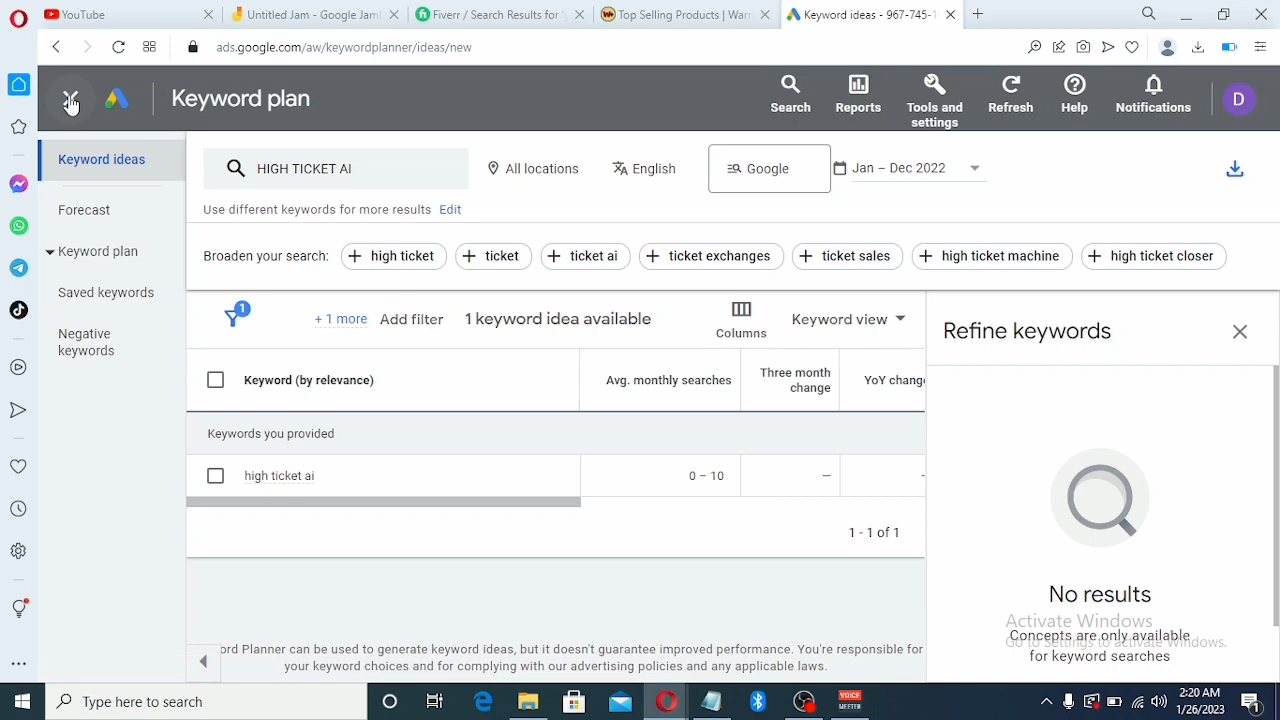 YouTube
Untitled Jam - Google Jam
Fiverr / Search Results for '
Top Selling Products| War
Keyword ideas - 967-745-1
ads.google.com/aw/keywordplanner/ideas/new
Keyword plan
Search
Reports
Tools and
settings
Refresh
Help
Notifications
D
Keyword ideas
Forecast
Keyword plan
Saved keywords
Negative
keywords
HIGH TICKET AI
All locations
English
Google
Jan – Dec 2022
Use different keywords for more results Edit
Broaden your search:
+ high ticket
+ ticket
+ ticket ai
+ ticket exchanges
+ ticket sales
+ high ticket machine
+ high ticket closer
1
+ 1 more
Add filter
1 keyword idea available
Columns
Keyword view
Refine keywords
Keyword (by relevance)
Avg. monthly searches
Three month
change
YoY change
Keywords you provided
high ticket ai
0 – 10
—
1 - 1 of 1
No results
Concepts are only available
for keyword searches
Activate Windows
Go to Settings to activate Windows.
ord Planner can be used to generate keyword ideas, but it doesn't guarantee improved performance. You're responsible for
your keyword choices and for complying with our advertising policies and any applicable laws.
Type here to search
VOICE
MEETER
2:20 AM
1/26/2023
1